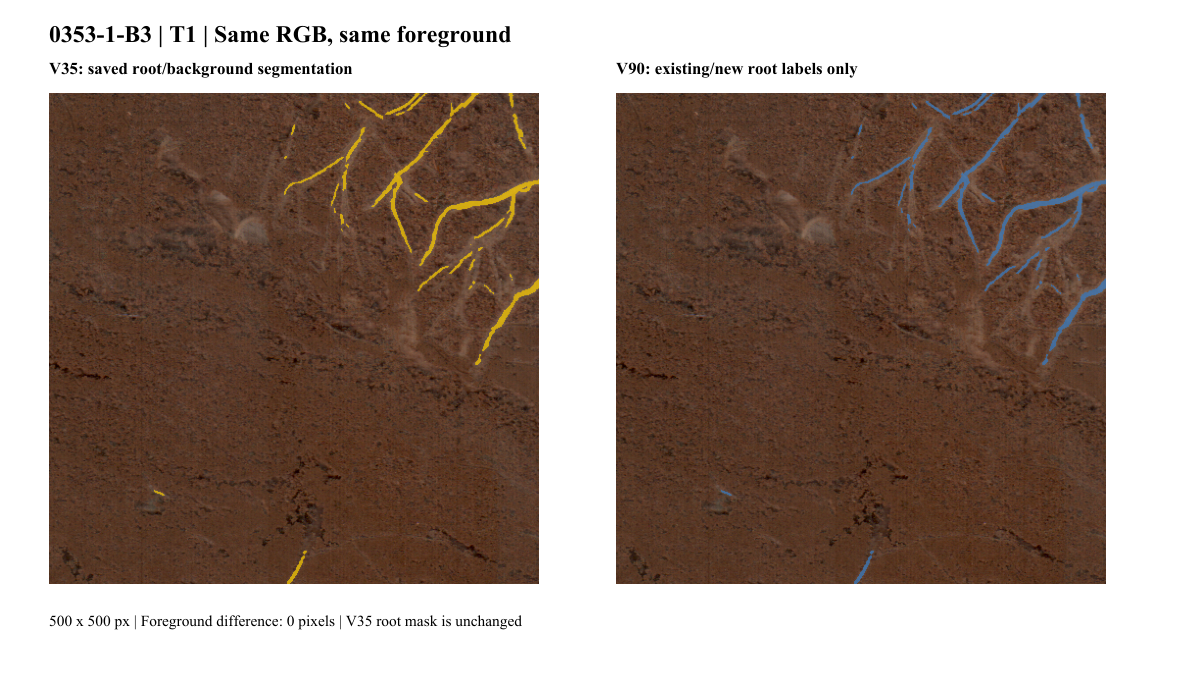 0353-1-B3 | T1 | Same RGB, same foreground
V35: saved root/background segmentation
V90: existing/new root labels only
500 x 500 px | Foreground difference: 0 pixels | V35 root mask is unchanged